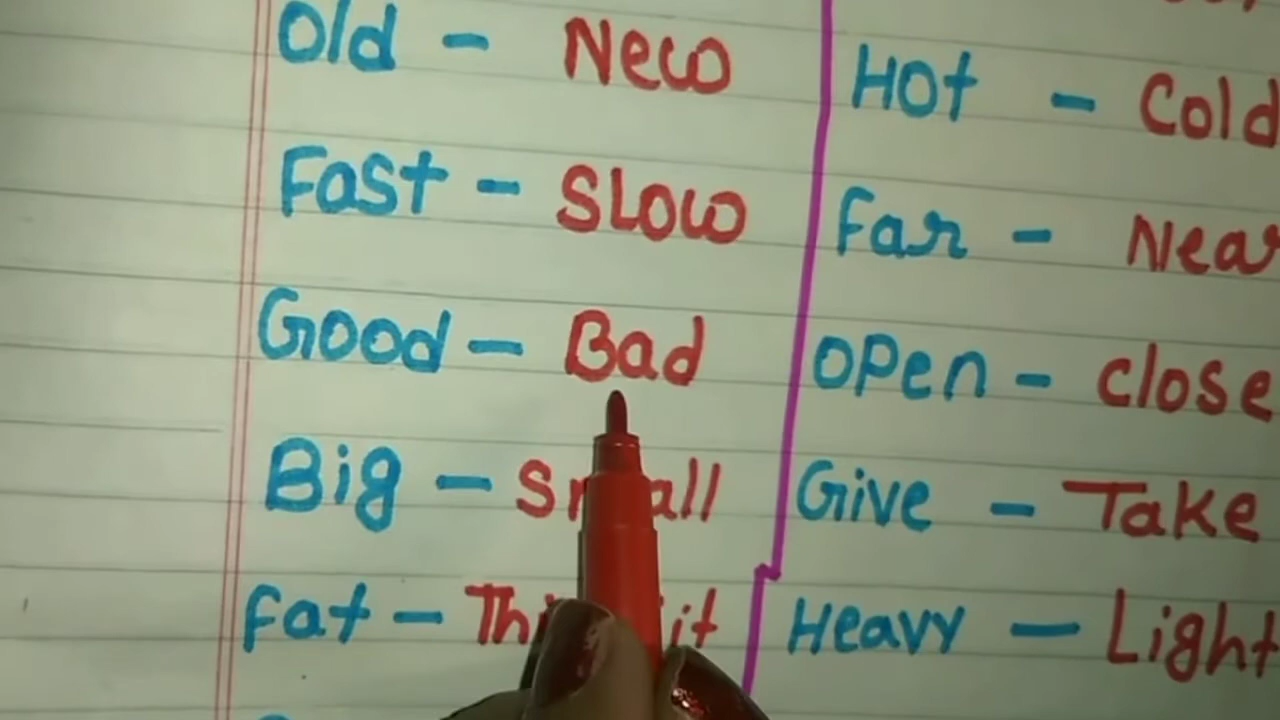 Old – New
Fast – Slow
Good – Bad
Big –
Fat –
Hot – Cold
Far – Near
Open – close
Give – Take
Heavy – Light